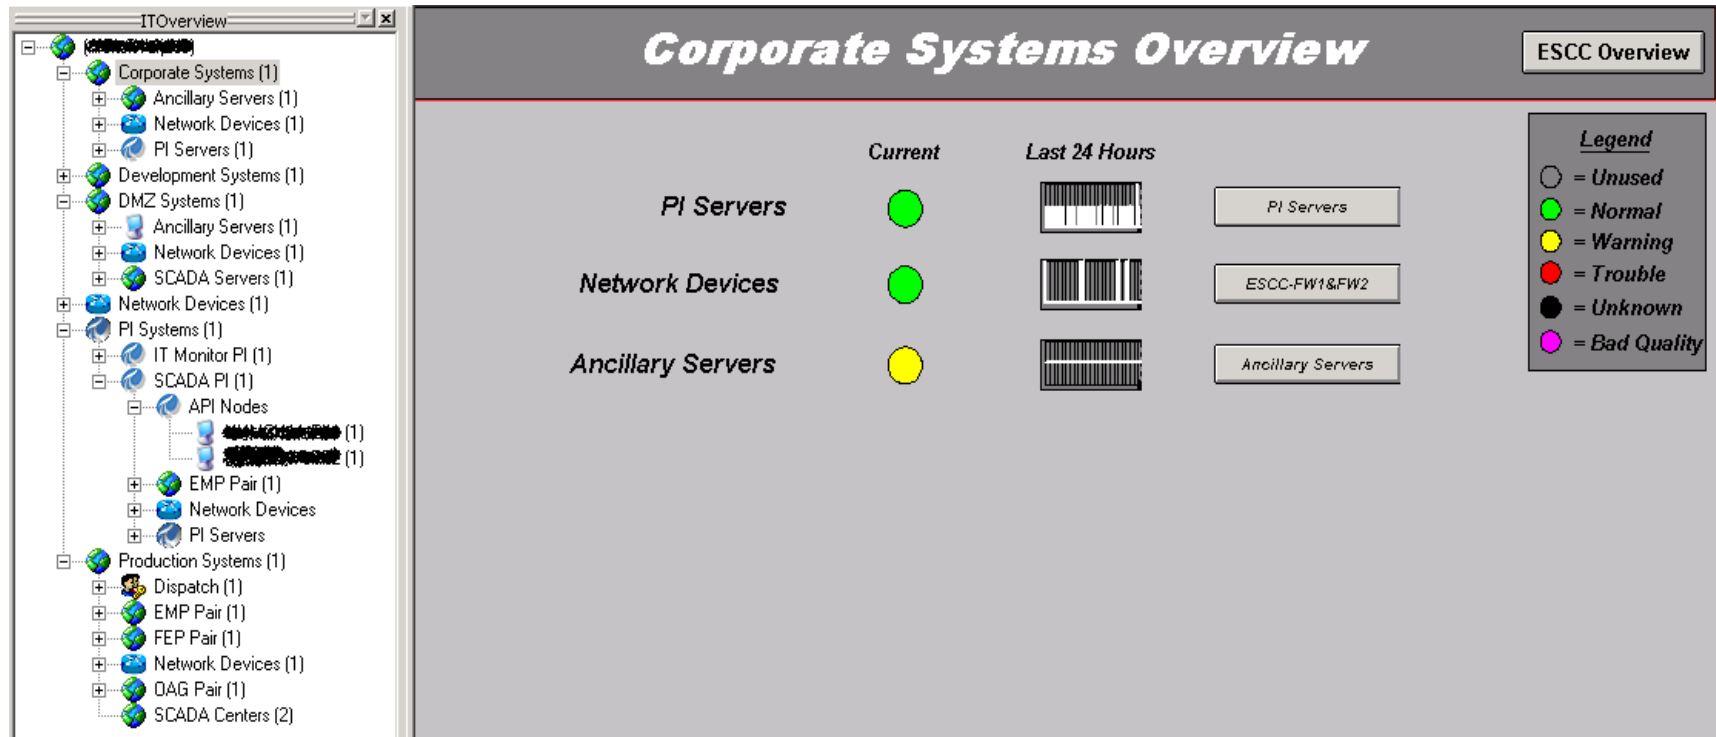 ITOverview
Corporate Systems (1)
Ancillary Servers (1)
Network Devices (1)
PI Servers (1)
Development Systems (1)
DMZ Systems (1)
Ancillary Servers (1)
Network Devices (1)
SCADA Servers (1)
Network Devices (1)
PI Systems (1)
IT Monitor PI (1)
SCADA PI (1)
API Nodes
(1)
(1)
EMP Pair (1)
Network Devices
PI Servers
Production Systems (1)
Dispatch (1)
EMP Pair (1)
FEP Pair (1)
Network Devices (1)
OAG Pair (1)
SCADA Centers (2)
Corporate Systems Overview
ESCC Overview
Current Last 24 Hours
PI Servers PI Servers
Network Devices ESCC-FW1&FW2
Ancillary Servers Ancillary Servers
Legend
= Unused
= Normal
= Warning
= Trouble
= Unknown
= Bad Quality